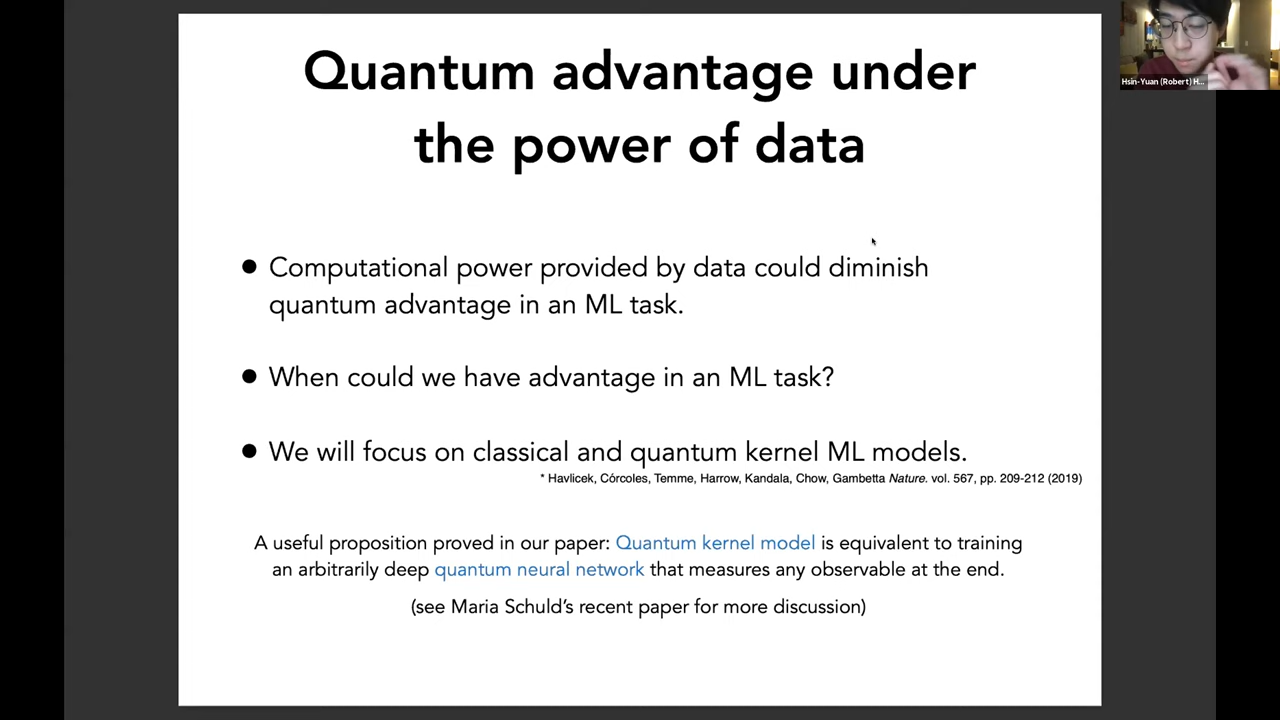 Quantum advantage under
the power of data
Hsin-Yuan (Robert) H...
● Computational power provided by data could diminish
quantum advantage in an ML task.
● When could we have advantage in an ML task?
● We will focus on classical and quantum kernel ML models.
* Havlicek, Córcoles, Temme, Harrow, Kandala, Chow, Gambetta Nature. vol. 567, pp. 209-212 (2019)
A useful proposition proved in our paper: Quantum kernel model is equivalent to training
an arbitrarily deep quantum neural network that measures any observable at the end.
(see Maria Schuld's recent paper for more discussion)